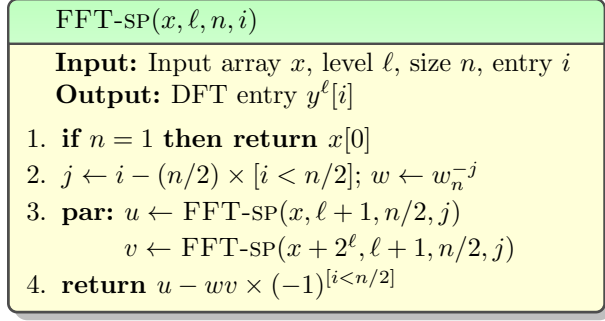 FFT-SP(x, ℓ, n, i)
Input: Input array x, level ℓ, size n, entry i
Output: DFT entry y^ℓ[i]
1. if n = 1 then return x[0]
2. j ← i − (n/2) × [i < n/2]; w ← w_n^{−j}
3. par: u ← FFT-SP(x, ℓ + 1, n/2, j)
v ← FFT-SP(x + 2^ℓ, ℓ + 1, n/2, j)
4. return u − wv × (−1)^{[i<n/2]}